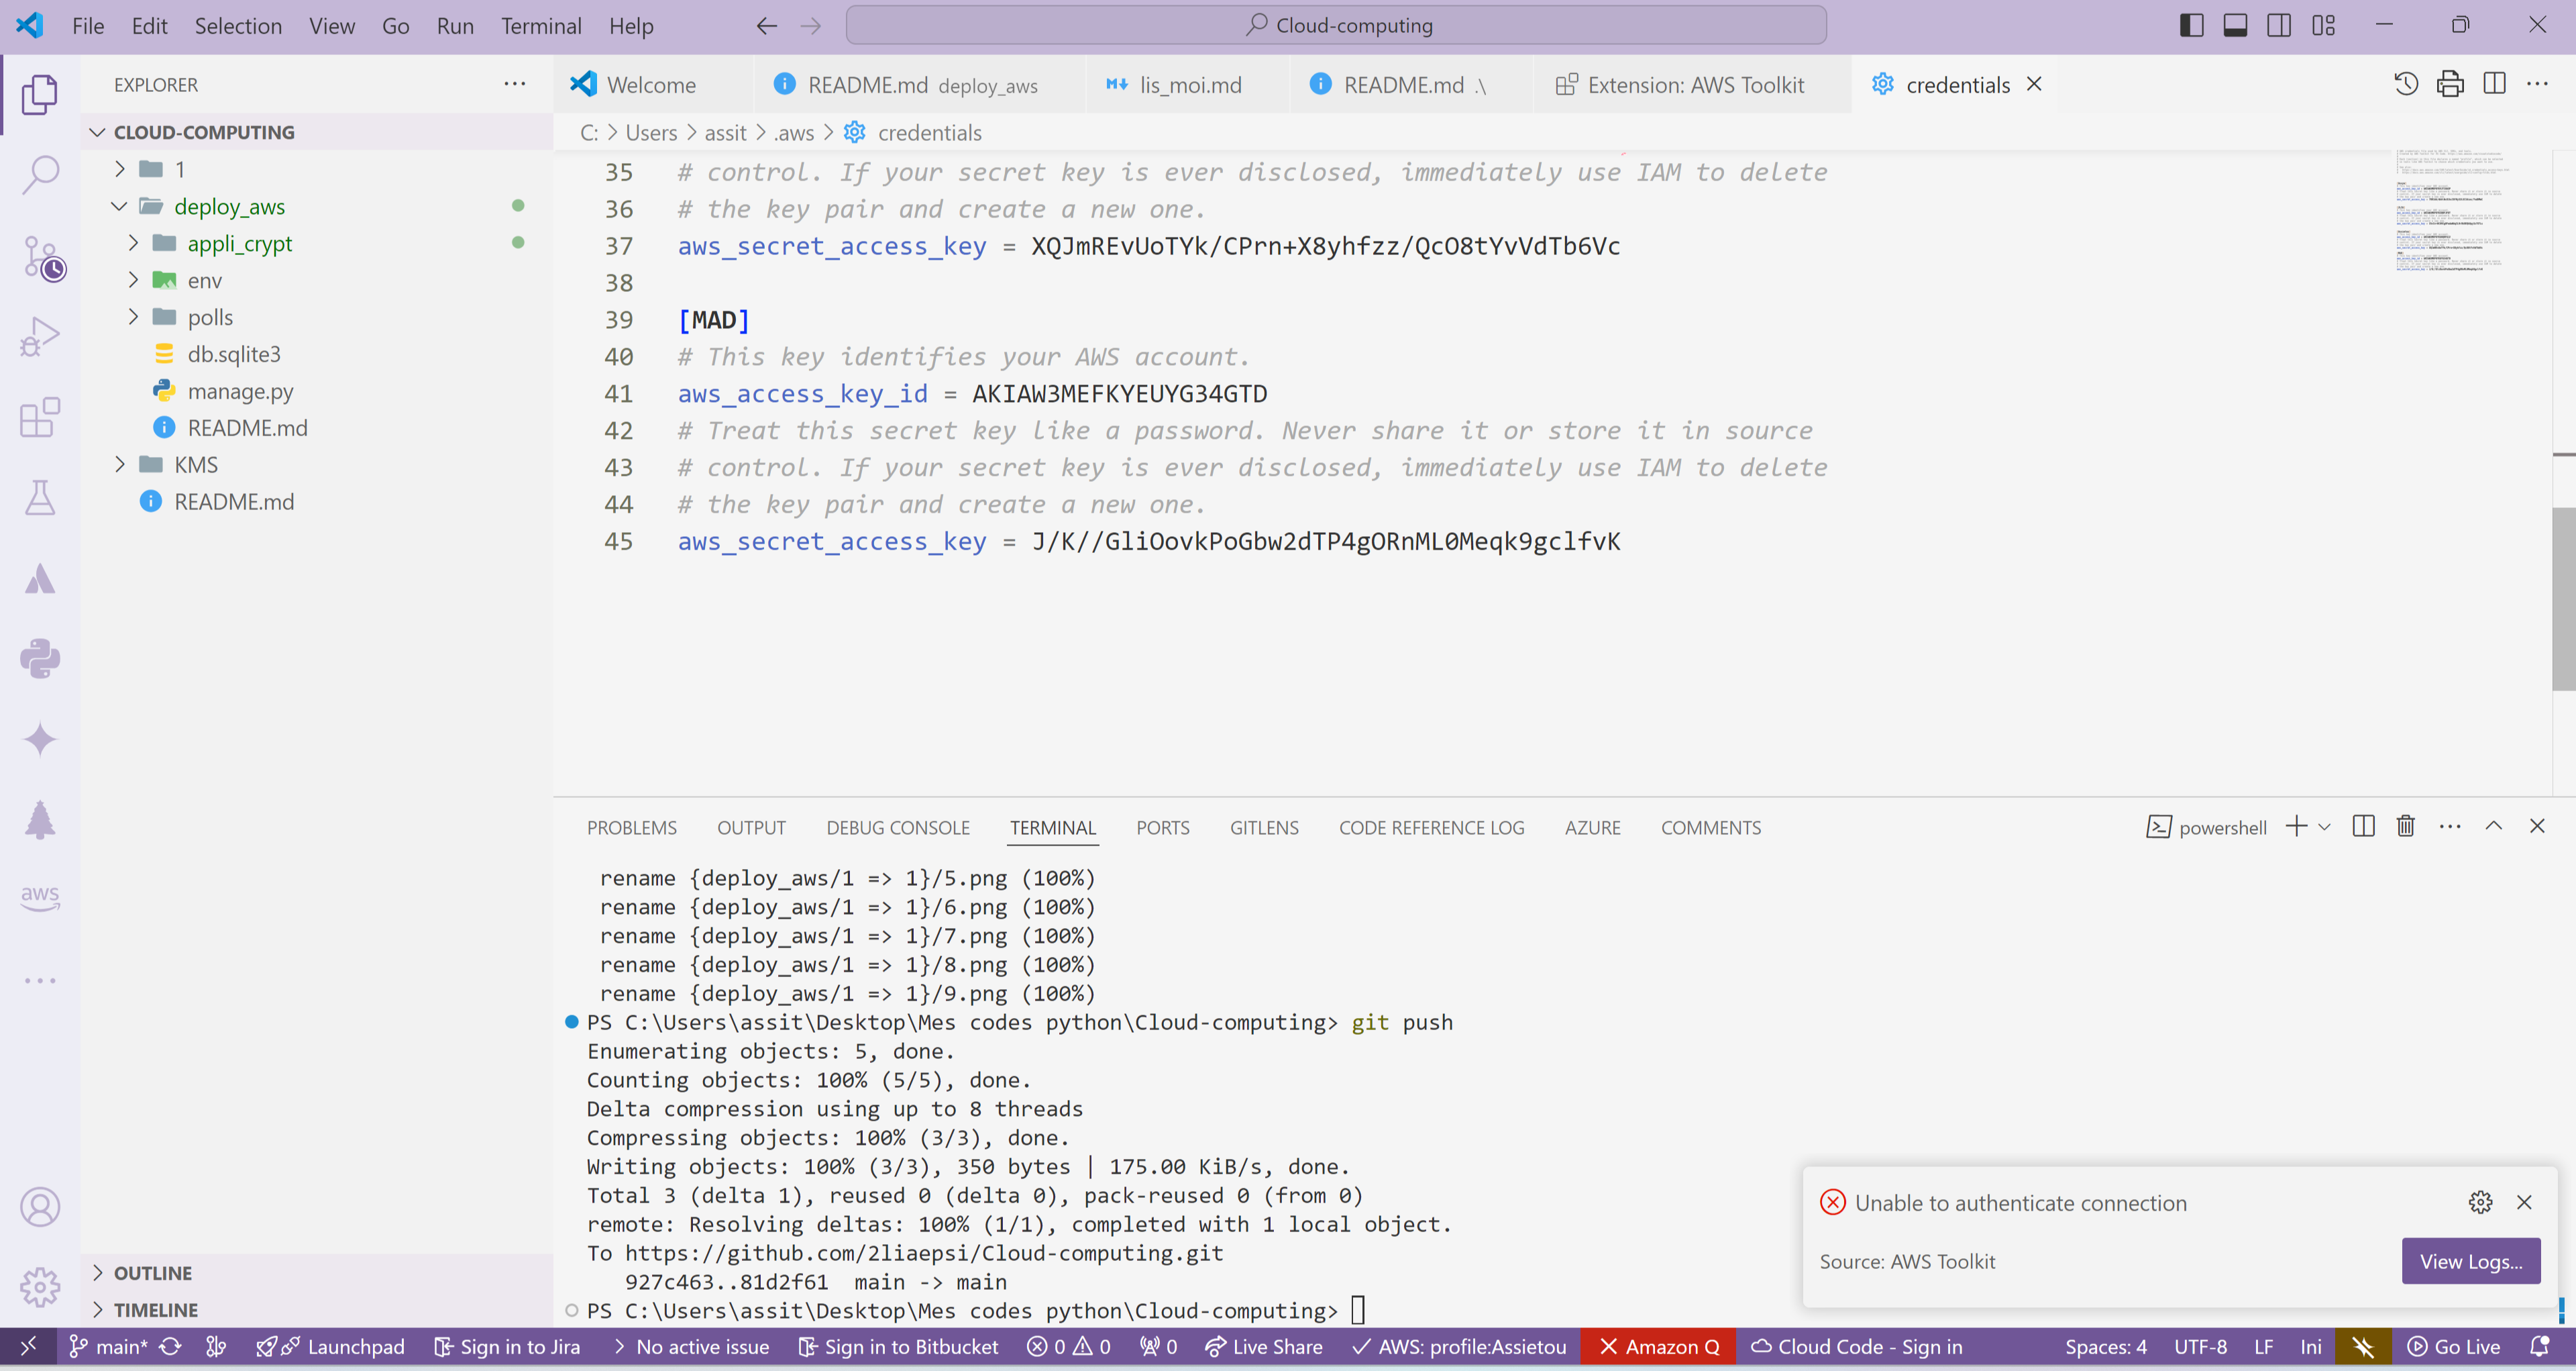 File Edit Selection View Go Run Terminal Help
Cloud-computing
EXPLORER
Welcome
README.md deploy_aws
lis_moi.md
README.md .\
Extension: AWS Toolkit
credentials
CLOUD-COMPUTING
1
deploy_aws
appli_crypt
env
polls
db.sqlite3
manage.py
README.md
KMS
README.md
aws
OUTLINE
TIMELINE
C: > Users > assit > .aws > credentials
35 # control. If your secret key is ever disclosed, immediately use IAM to delete
36 # the key pair and create a new one.
37 aws_secret_access_key = XQJmREvUoTYk/CPrn+X8yhfzz/QcO8tYvVdTb6Vc
38
39 [MAD]
40 # This key identifies your AWS account.
41 aws_access_key_id = AKIAW3MEFKYEUYG34GTD
42 # Treat this secret key like a password. Never share it or store it in source
43 # control. If your secret key is ever disclosed, immediately use IAM to delete
44 # the key pair and create a new one.
45 aws_secret_access_key = J/K//GliOovkPoGbw2dTP4gORnML0Meqk9gclfvK
PROBLEMS OUTPUT DEBUG CONSOLE TERMINAL PORTS GITLENS CODE REFERENCE LOG AZURE COMMENTS
powershell
rename {deploy_aws/1 => 1}/5.png (100%)
rename {deploy_aws/1 => 1}/6.png (100%)
rename {deploy_aws/1 => 1}/7.png (100%)
rename {deploy_aws/1 => 1}/8.png (100%)
rename {deploy_aws/1 => 1}/9.png (100%)
PS C:\Users\assit\Desktop\Mes codes python\Cloud-computing> git push
Enumerating objects: 5, done.
Counting objects: 100% (5/5), done.
Delta compression using up to 8 threads
Compressing objects: 100% (3/3), done.
Writing objects: 100% (3/3), 350 bytes | 175.00 KiB/s, done.
Total 3 (delta 1), reused 0 (delta 0), pack-reused 0 (from 0)
remote: Resolving deltas: 100% (1/1), completed with 1 local object.
To https://github.com/2liaepsi/Cloud-computing.git
927c463..81d2f61 main -> main
PS C:\Users\assit\Desktop\Mes codes python\Cloud-computing>
Unable to authenticate connection
Source: AWS Toolkit
View Logs...
main* Launchpad Sign in to Jira > No active issue Sign in to Bitbucket 0 0 0 Live Share AWS: profile:Assietou Amazon Q Cloud Code - Sign in Spaces: 4 UTF-8 LF Ini Go Live